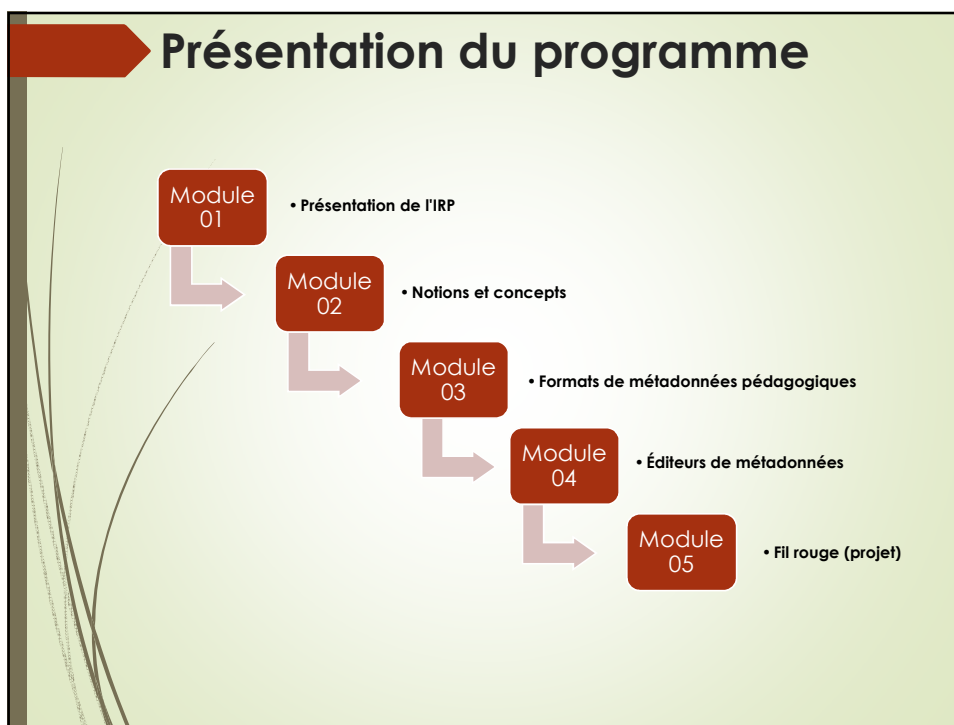 Présentation du programme
Module
01
• Présentation de l'IRP
Module
02
• Notions et concepts
Module
03
• Formats de métadonnées pédagogiques
Module
04
• Éditeurs de métadonnées
Module
05
• Fil rouge (projet)